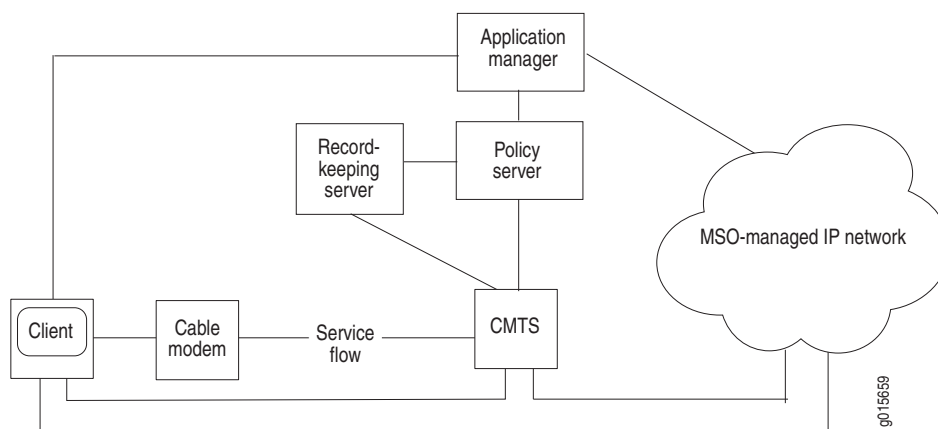 Application
manager
Record-
keeping
server
Policy
server
MSO-managed IP network
Client
Cable
modem
Service
flow
CMTS
g015659